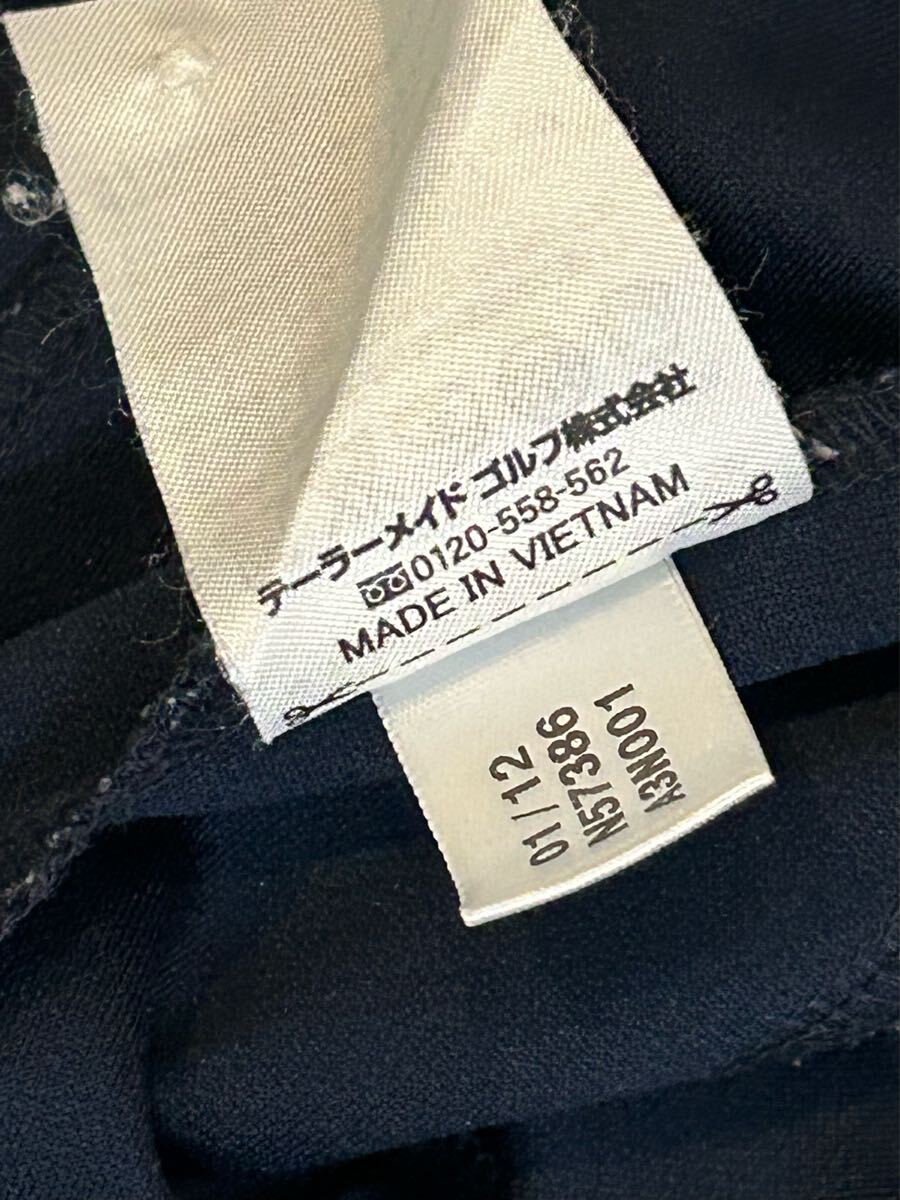 テーラーメイド ゴルフ株式会社
0120-558-562
MADE IN VIETNAM
01/12
N57386
A3N001